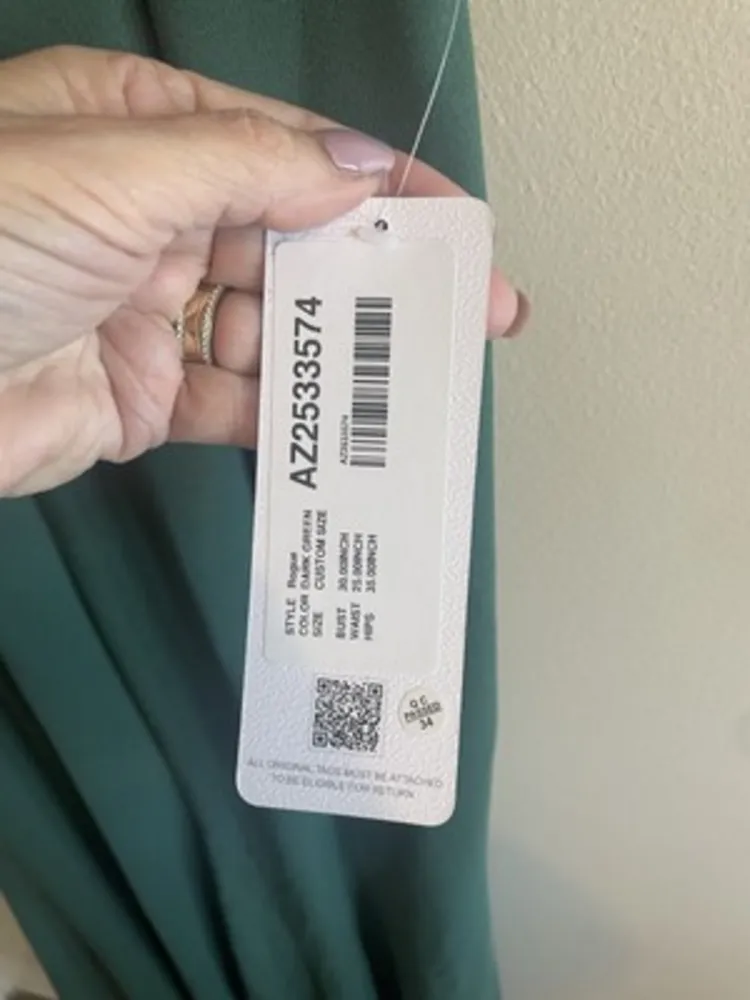 AZ2533574
AZ2533574
STYLE Rogue
COLOR DARK GREEN
SIZE CUSTOM SIZE
BUST 30.00INCH
WAIST 25.00INCH
HIPS 35.00INCH
Q C
PASSED
34
ALL ORIGINAL TAGS MUST BE ATTACHED
TO BE ELIGIBLE FOR RETURN